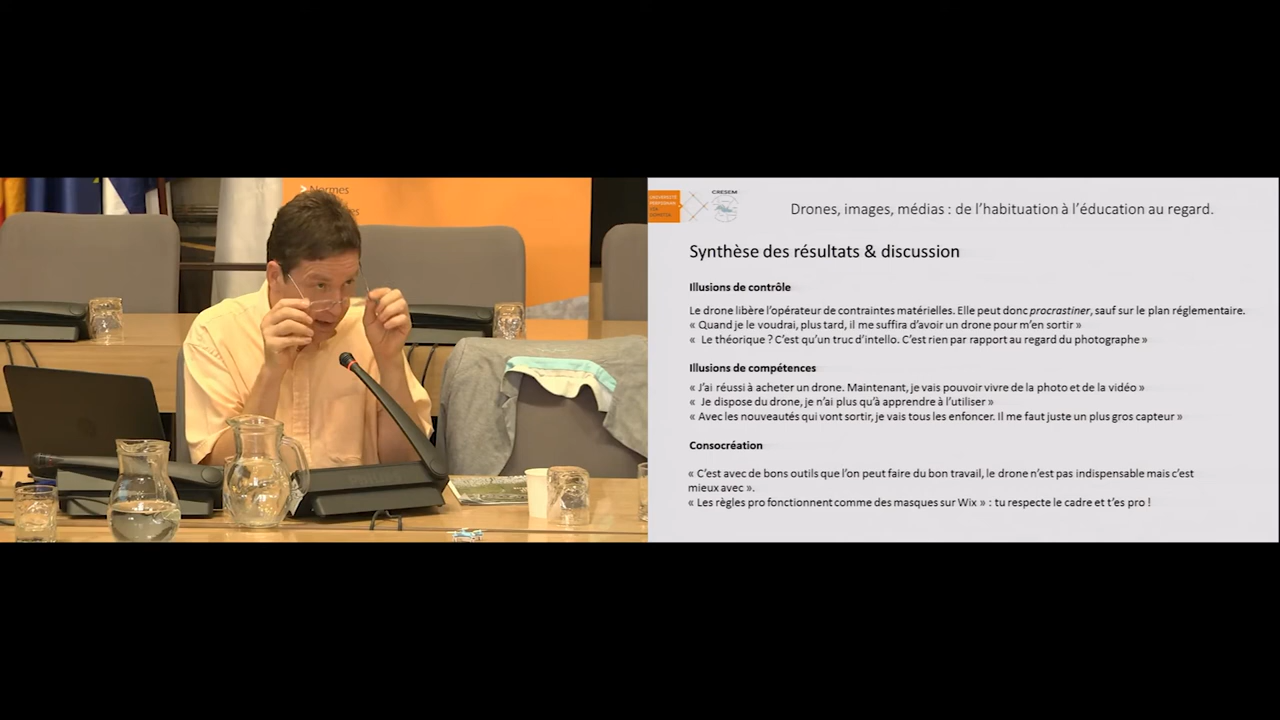 Normes
UNIVERSITÉ
PERPIGNAN
VIA
DOMITIA
CRESEM
Drones, images, médias : de l'habituation à l'éducation au regard.
Synthèse des résultats & discussion
Illusions de contrôle
Le drone libère l'opérateur de contraintes matérielles. Elle peut donc procrastiner, sauf sur le plan réglementaire.
« Quand je le voudrai, plus tard, il me suffira d'avoir un drone pour m'en sortir »
« Le théorique ? C'est qu'un truc d'intello. C'est rien par rapport au regard du photographe »
Illusions de compétences
« J'ai réussi à acheter un drone. Maintenant, je vais pouvoir vivre de la photo et de la vidéo »
« Je dispose du drone, je n'ai plus qu'à apprendre à l'utiliser »
« Avec les nouveautés qui vont sortir, je vais tous les enfoncer. Il me faut juste un plus gros capteur »
Consocréation
« C'est avec de bons outils que l'on peut faire du bon travail, le drone n'est pas indispensable mais c'est
mieux avec ».
« Les règles pro fonctionnent comme des masques sur Wix » : tu respecte le cadre et t'es pro !